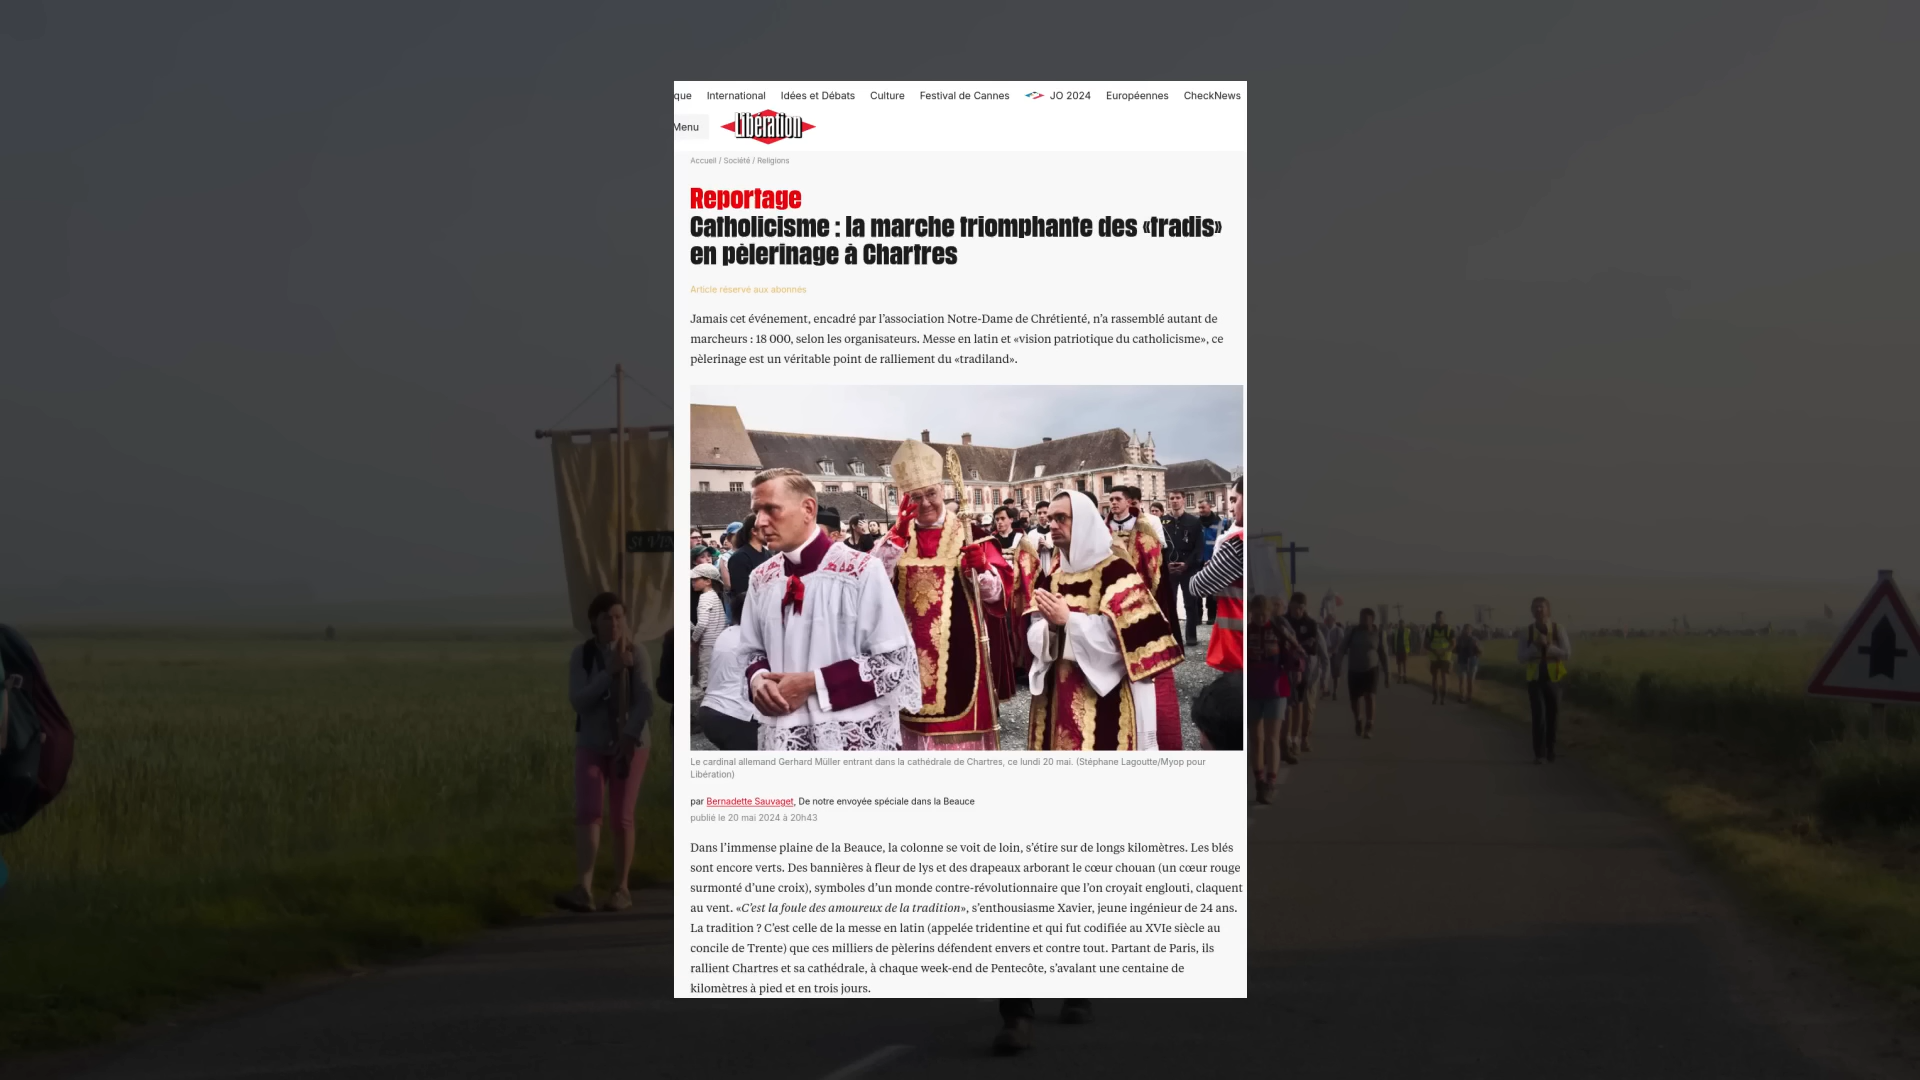 que International Idées et Débats Culture Festival de Cannes JO 2024 Européennes CheckNews
Menu Libération
Accueil / Société / Religions
Reportage
Catholicisme : la marche triomphante des «tradis»
en pèlerinage à Chartres
Article réservé aux abonnés
Jamais cet événement, encadré par l’association Notre-Dame de Chrétienté, n’a rassemblé autant de
marcheurs : 18 000, selon les organisateurs. Messe en latin et «vision patriotique du catholicisme», ce
pèlerinage est un véritable point de ralliement du «tradiland».
Le cardinal allemand Gerhard Müller entrant dans la cathédrale de Chartres, ce lundi 20 mai. (Stéphane Lagoutte/Myop pour
Libération)
par Bernadette Sauvaget, De notre envoyée spéciale dans la Beauce
publié le 20 mai 2024 à 20h43
Dans l’immense plaine de la Beauce, la colonne se voit de loin, s’étire sur de longs kilomètres. Les blés
sont encore verts. Des bannières à fleur de lys et des drapeaux arborant le cœur chouan (un cœur rouge
surmonté d’une croix), symboles d’un monde contre-révolutionnaire que l’on croyait englouti, claquent
au vent. «C’est la foule des amoureux de la tradition», s’enthousiasme Xavier, jeune ingénieur de 24 ans.
La tradition ? C’est celle de la messe en latin (appelée tridentine et qui fut codifiée au XVIe siècle au
concile de Trente) que ces milliers de pèlerins défendent envers et contre tout. Partant de Paris, ils
rallient Chartres et sa cathédrale, à chaque week-end de Pentecôte, s’avalant une centaine de
kilomètres à pied et en trois jours.